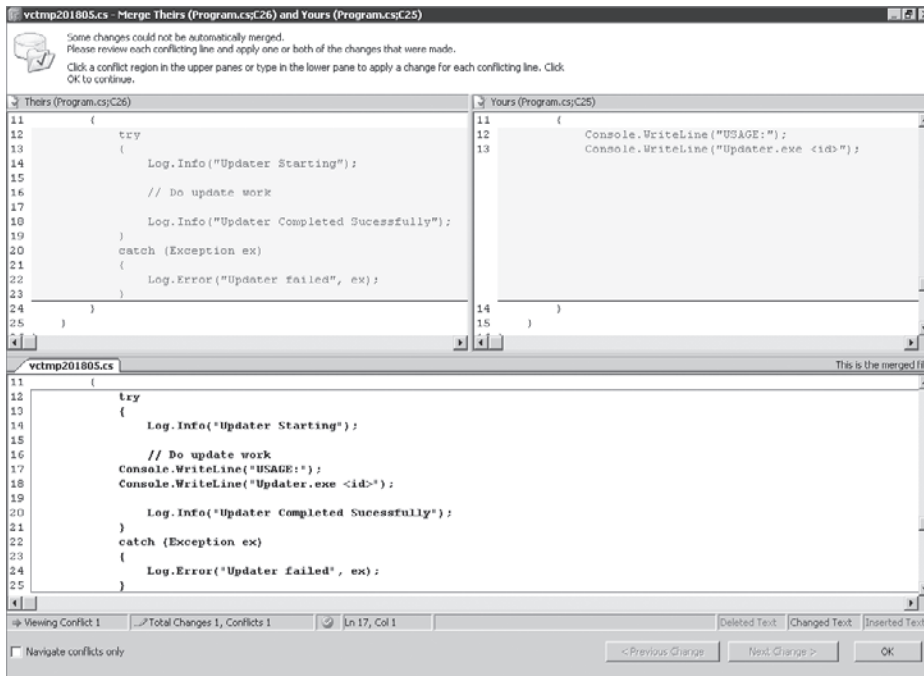 vctmp201805.cs - Merge Theirs (Program.cs;C26) and Yours (Program.cs;C25)
Some changes could not be automatically merged.
Please review each conflicting line and apply one or both of the changes that were made.
Click a conflict region in the upper panes or type in the lower pane to apply a change for each conflicting line. Click
OK to continue.
Theirs (Program.cs;C26)
11 {
12 try
13 {
14 Log.Info("Updater Starting");
15
16 // Do update work
17
18 Log.Info("Updater Completed Sucessfully");
19 }
20 catch (Exception ex)
21 {
22 Log.Error("Updater failed", ex);
23 }
24 }
25 }
Yours (Program.cs;C25)
11 {
12 Console.WriteLine("USAGE:");
13 Console.WriteLine("Updater.exe <id>");
14 }
15 }
vctmp201805.cs
This is the merged fil
11 {
12 try
13 {
14 Log.Info("Updater Starting");
15
16 // Do update work
17 Console.WriteLine("USAGE:");
18 Console.WriteLine("Updater.exe <id>");
19
20 Log.Info("Updater Completed Sucessfully");
21 }
22 catch (Exception ex)
23 {
24 Log.Error("Updater failed", ex);
25 }
Viewing Conflict 1
Total Changes 1, Conflicts 1
Ln 17, Col 1
Deleted Text
Changed Text
Inserted Text
Navigate conflicts only
< Previous Change
Next Change >
OK